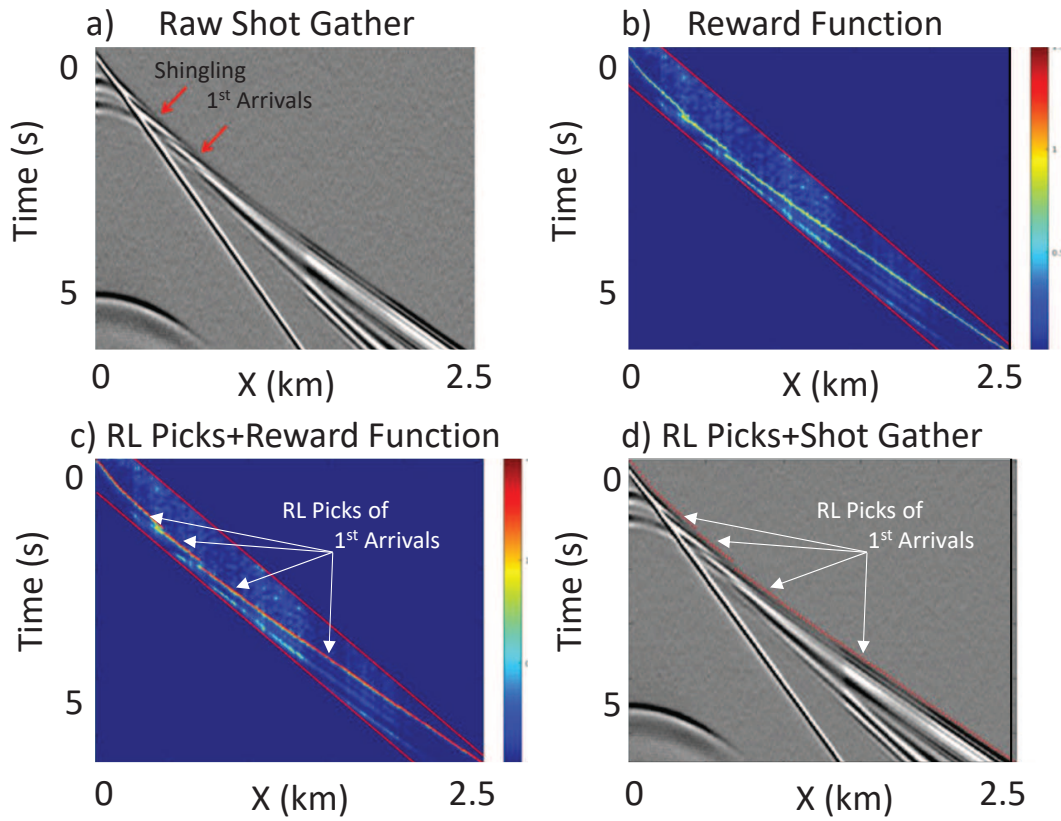 a) Raw Shot Gather
0
Shingling
1st Arrivals
Time (s)
5
0
2.5
X (km)
b) Reward Function
0
Time (s)
5
0
2.5
X (km)
c) RL Picks+Reward Function
0
RL Picks of
1st Arrivals
Time (s)
5
0
2.5
X (km)
d) RL Picks+Shot Gather
0
RL Picks of
1st Arrivals
Time (s)
5
0
2.5
X (km)